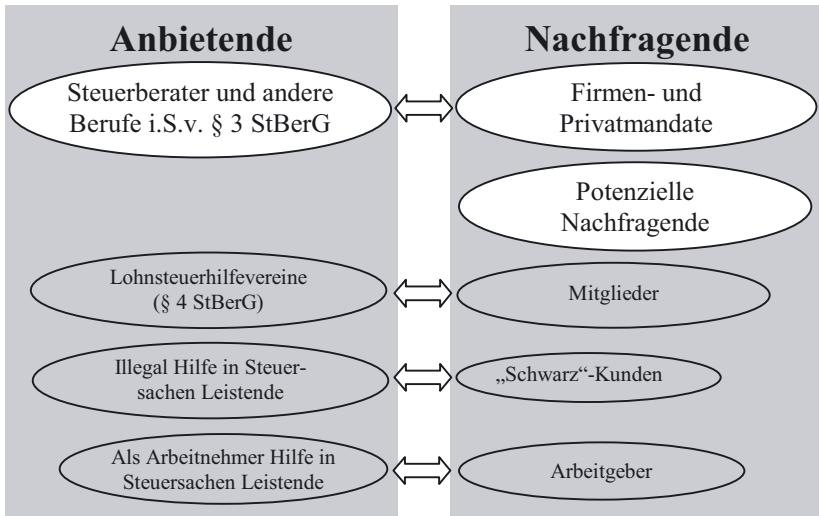 Anbietende
Nachfragende
Steuerberater und andere
Berufe i.S.v. § 3 StBerG
Firmen- und
Privatmandate
Potenzielle
Nachfragende
Lohnsteuerhilfevereine
(§ 4 StBerG)
Mitglieder
Illegal Hilfe in Steuer-
sachen Leistende
„Schwarz“-Kunden
Als Arbeitnehmer Hilfe in
Steuersachen Leistende
Arbeitgeber